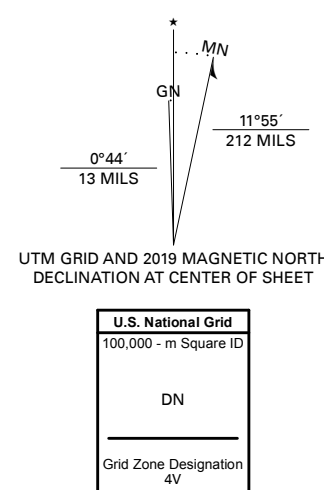 ★
MN
GN
11°55´
212 MILS
0°44´
13 MILS
UTM GRID AND 2019 MAGNETIC NORTH
DECLINATION AT CENTER OF SHEET
U.S. National Grid
100,000 - m Square ID
DN
Grid Zone Designation
4V